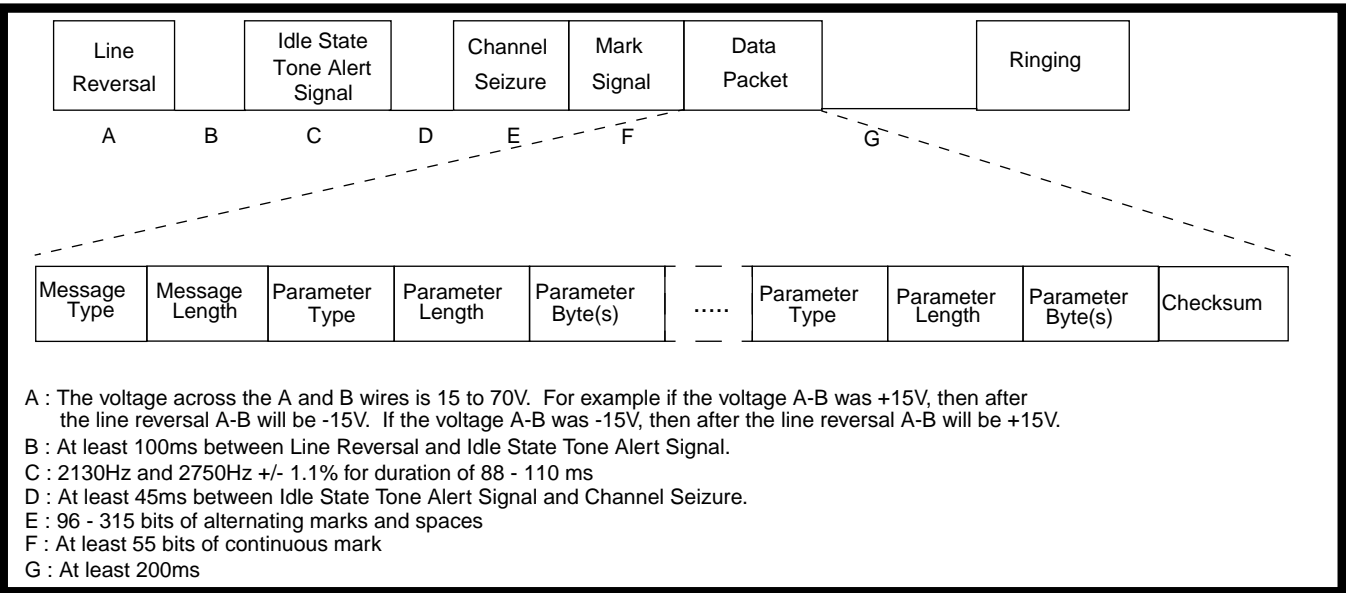 Line Reversal
Idle State Tone Alert Signal
Channel Seizure
Mark Signal
Data Packet
Ringing
A B C D E F G
Message Type
Message Length
Parameter Type
Parameter Length
Parameter Byte(s)
.....
Parameter Type
Parameter Length
Parameter Byte(s)
Checksum
A : The voltage across the A and B wires is 15 to 70V. For example if the voltage A-B was +15V, then after
the line reversal A-B will be -15V. If the voltage A-B was -15V, then after the line reversal A-B will be +15V.
B : At least 100ms between Line Reversal and Idle State Tone Alert Signal.
C : 2130Hz and 2750Hz +/- 1.1% for duration of 88 - 110 ms
D : At least 45ms between Idle State Tone Alert Signal and Channel Seizure.
E : 96 - 315 bits of alternating marks and spaces
F : At least 55 bits of continuous mark
G : At least 200ms